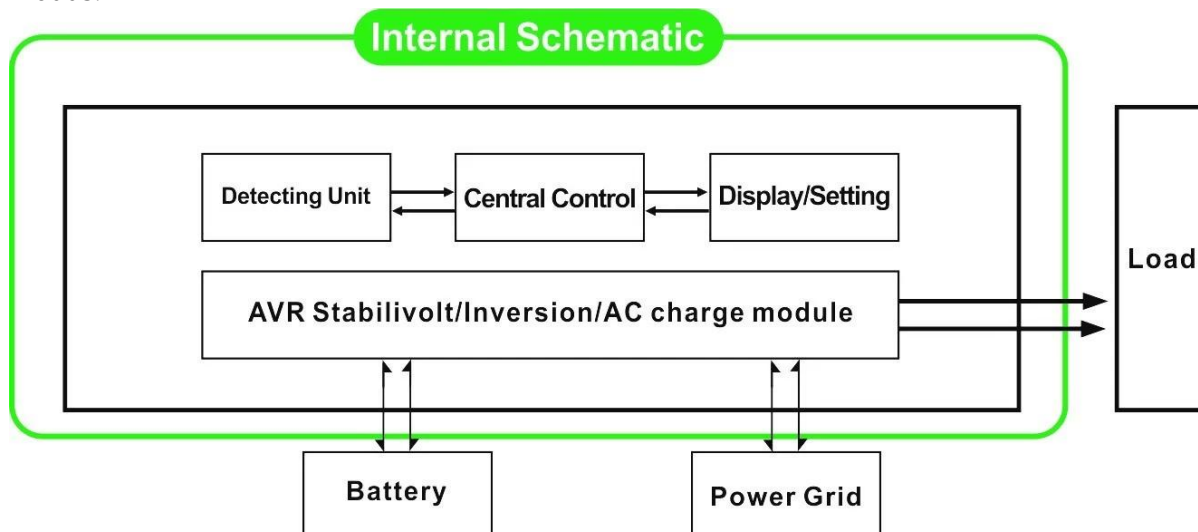 Internal Schematic
Detecting Unit
Central Control
Display/Setting
Load
AVR Stabilivolt/Inversion/AC charge module
Battery
Power Grid